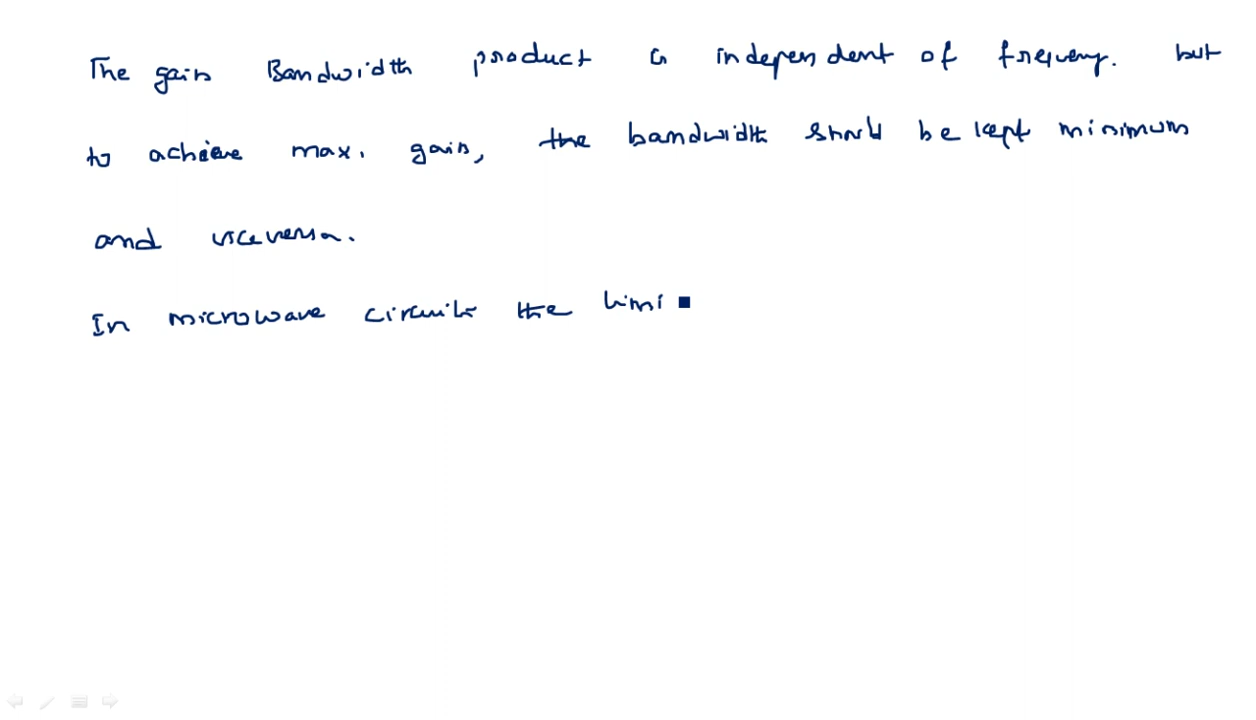 The gain Bandwidth product is independent of frequency. but
to achieve max. gain, the bandwidth should be kept minimum
and viceversa.
In microwave circuits the limi